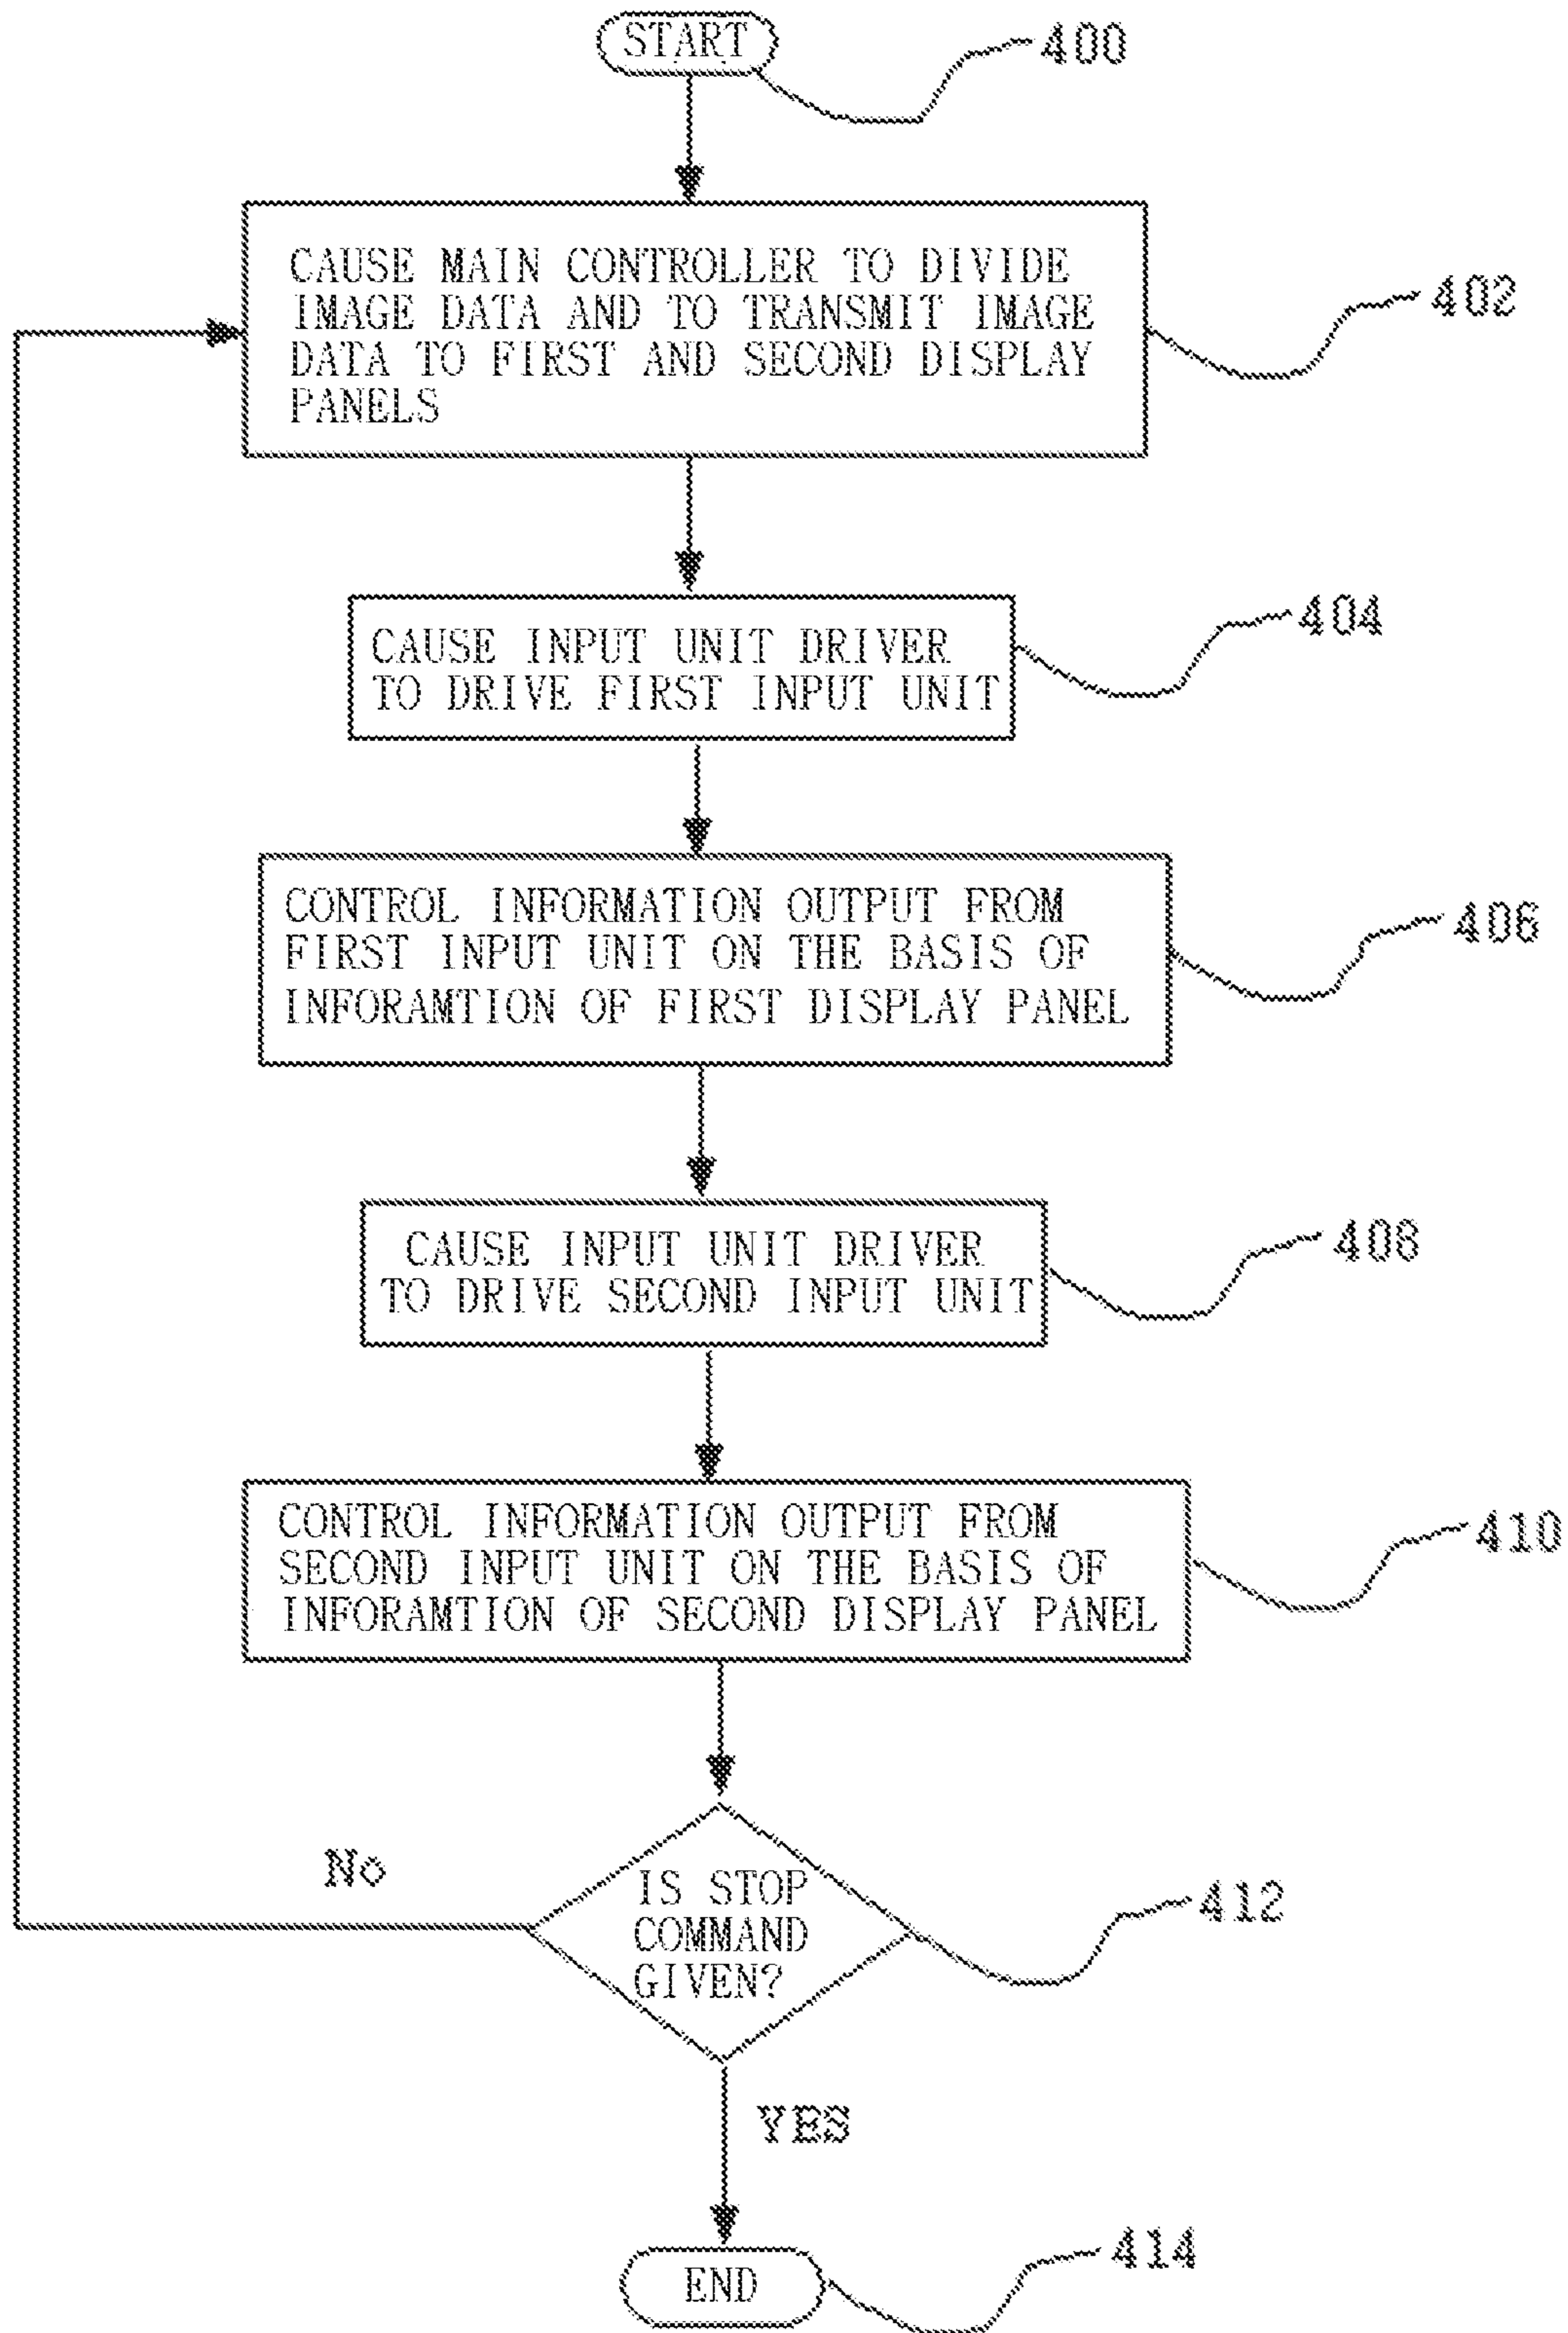 START
400
CAUSE MAIN CONTROLLER TO DIVIDE
IMAGE DATA AND TO TRANSMIT IMAGE
DATA TO FIRST AND SECOND DISPLAY
PANELS
402
CAUSE INPUT UNIT DRIVER
TO DRIVE FIRST INPUT UNIT
404
CONTROL INFORMATION OUTPUT FROM
FIRST INPUT UNIT ON THE BASIS OF
INFORAMTION OF FIRST DISPLAY PANEL
406
CAUSE INPUT UNIT DRIVER
TO DRIVE SECOND INPUT UNIT
408
CONTROL INFORMATION OUTPUT FROM
SECOND INPUT UNIT ON THE BASIS OF
INFORAMTION OF SECOND DISPLAY PANEL
410
No
IS STOP
COMMAND
GIVEN?
412
YES
END
414